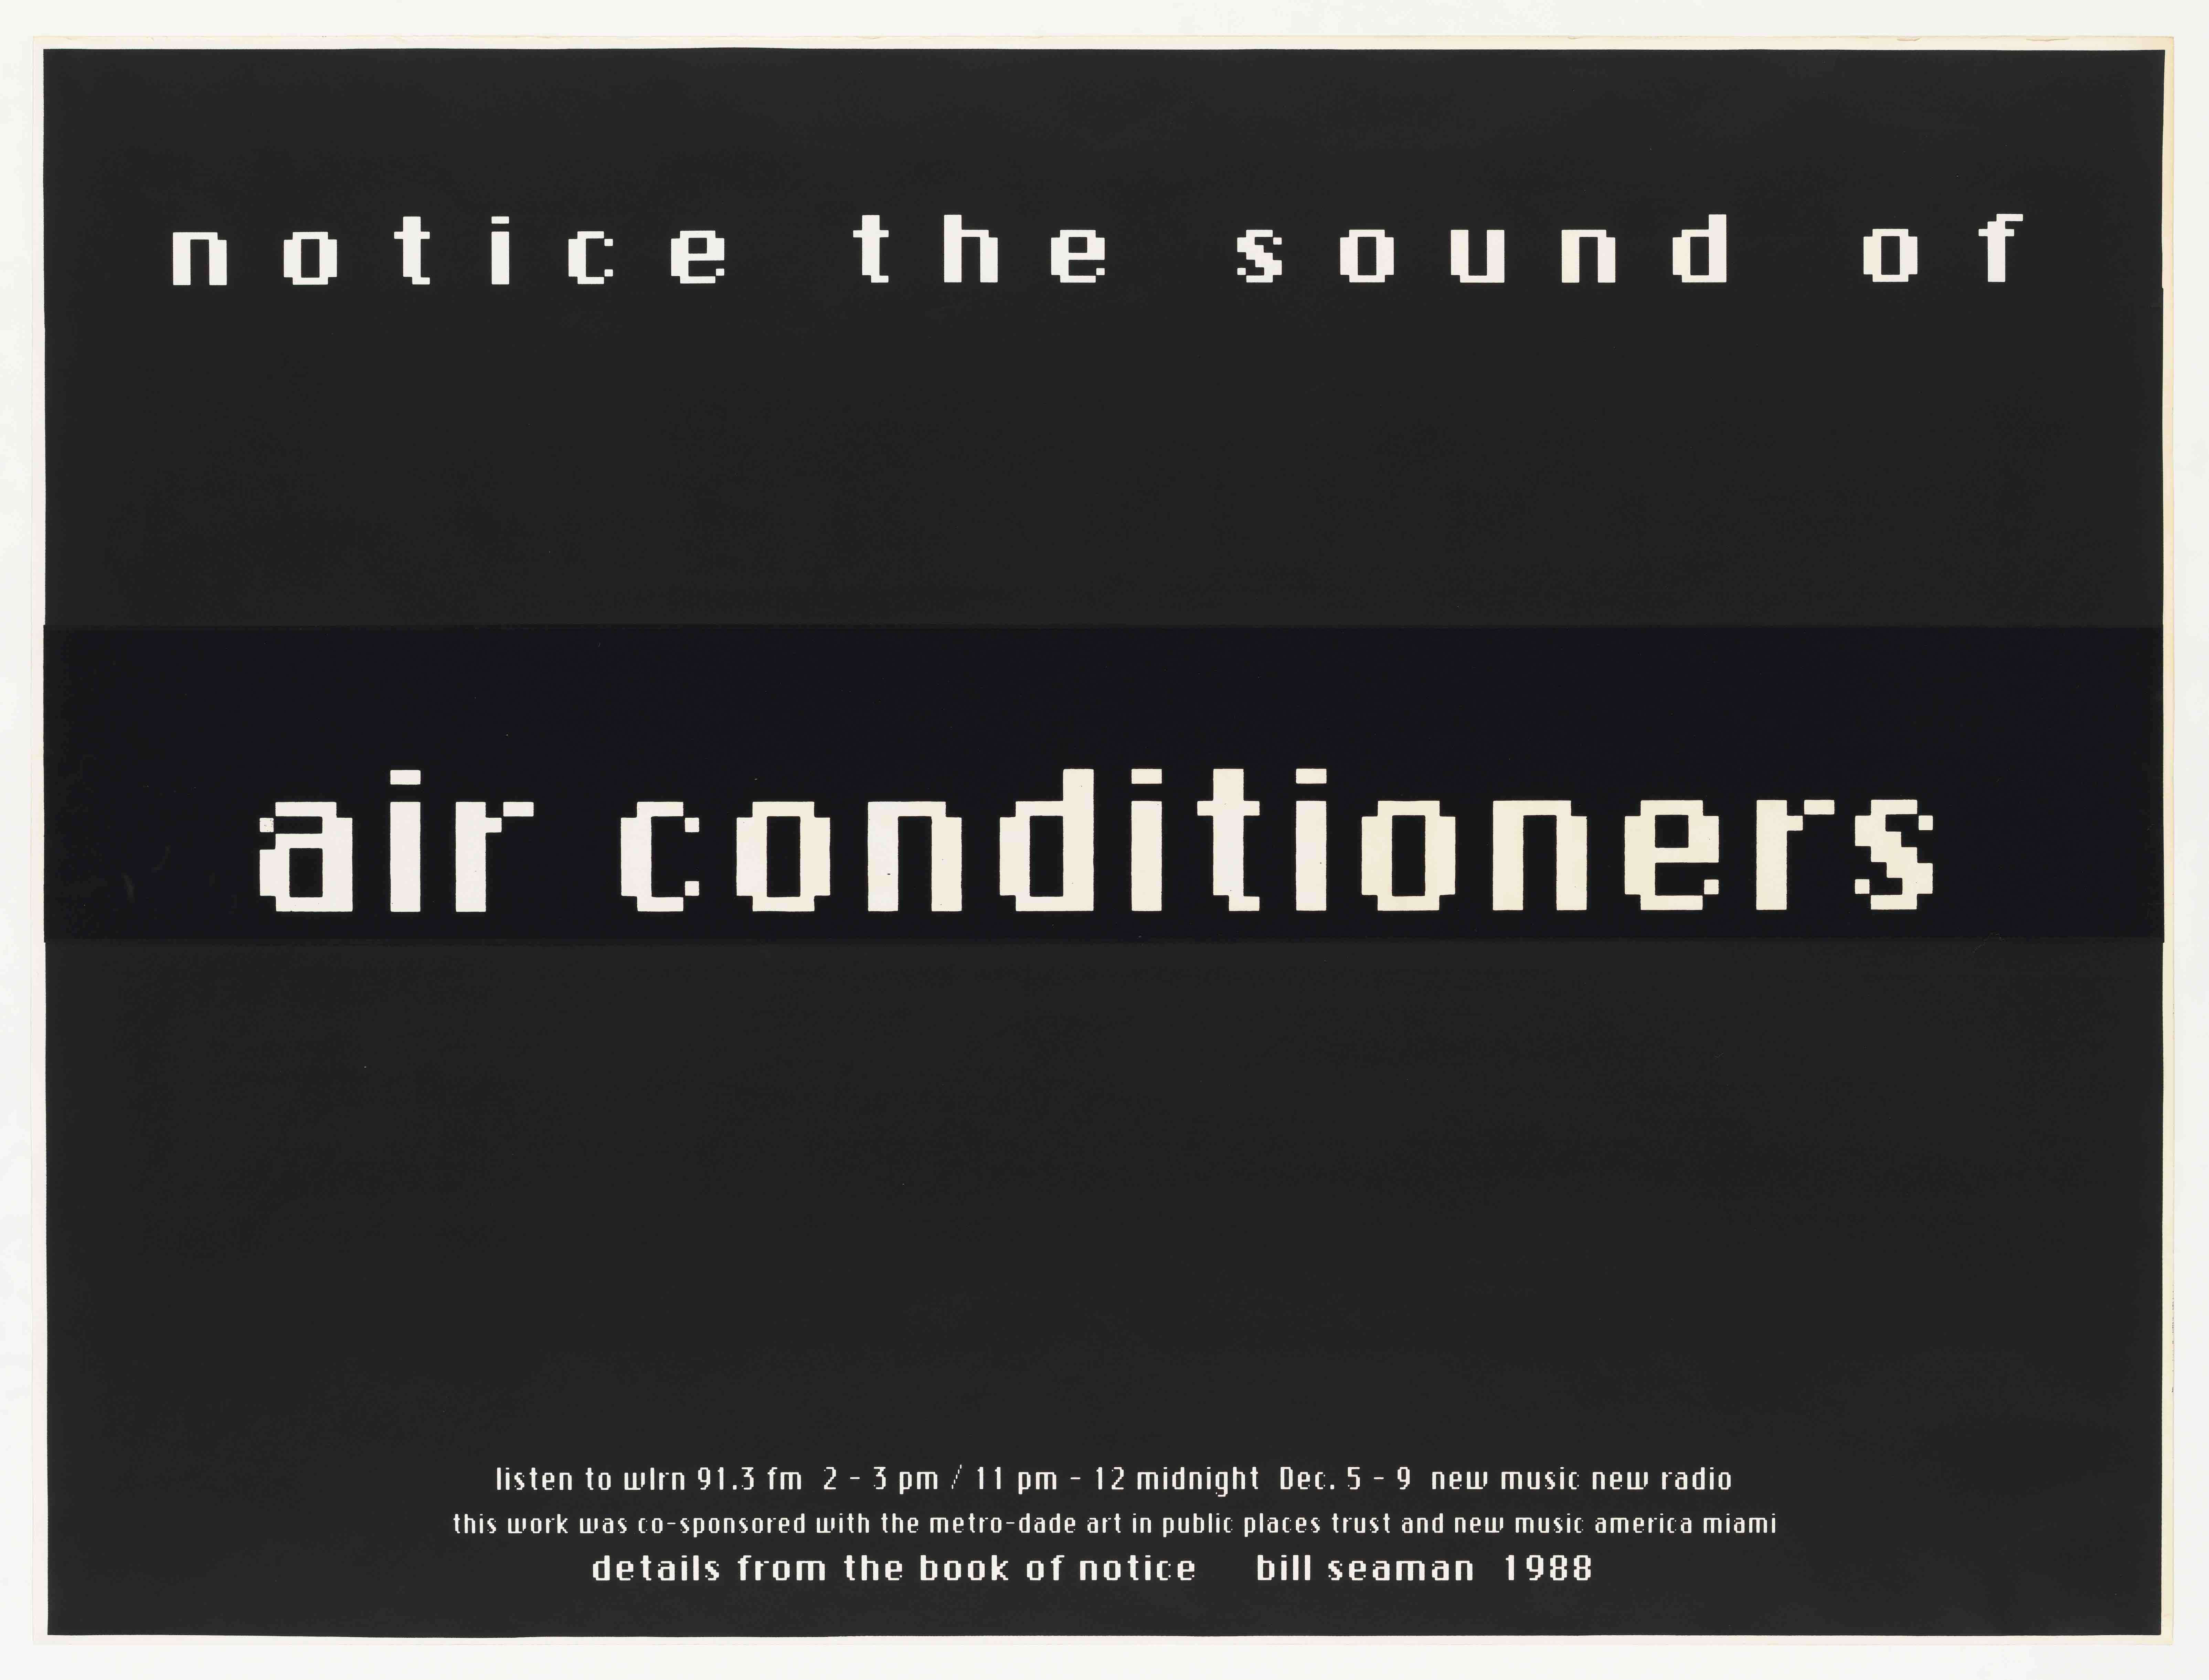 notice the sound of
air conditioners
listen to wlrn 91.3 fm 2 - 3 pm / 11 pm - 12 midnight Dec. 5 - 9 new music new radio
this work was co-sponsored with the metro-dade art in public places trust and new music america miami
details from the book of notice bill seaman 1988